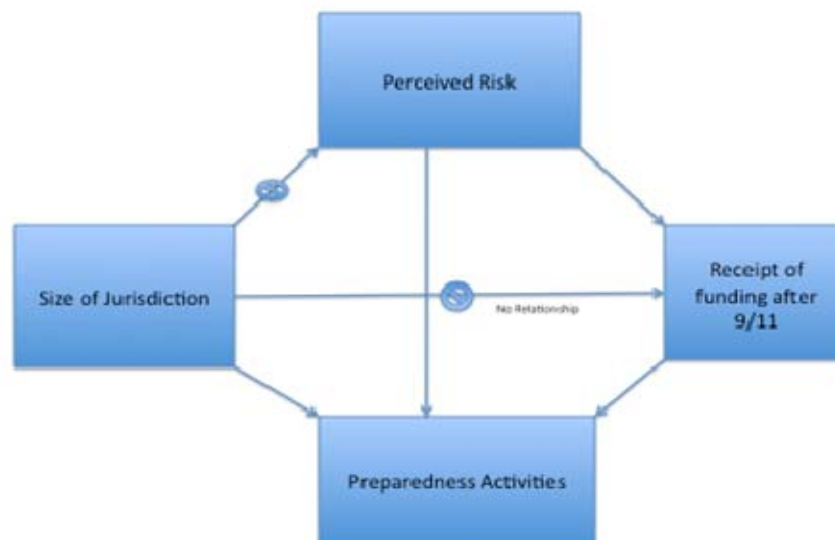 Perceived Risk
Size of Jurisdiction
Receipt of
funding after
9/11
No Relationship
Preparedness Activities